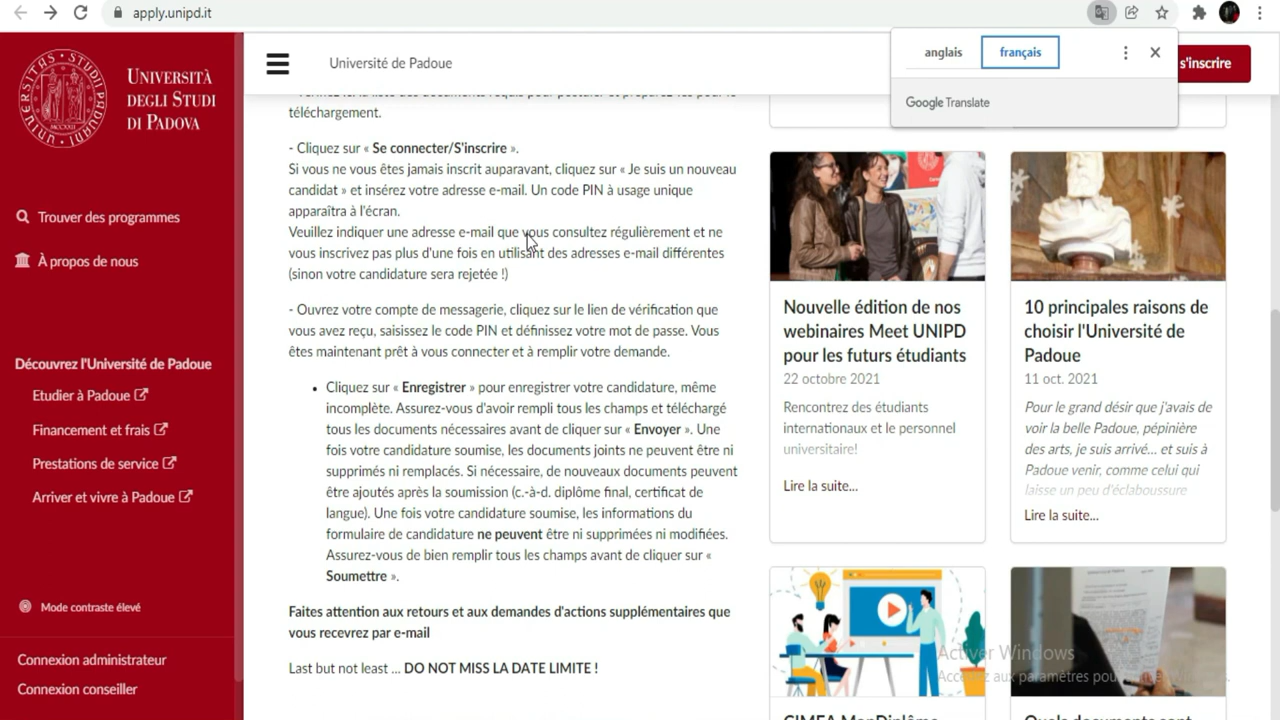 apply.unipd.it
UNIVERSITÀ
DEGLI STUDI
DI PADOVA
Trouver des programmes
À propos de nous
Découvrez l'Université de Padoue
Etudier à Padoue
Financement et frais
Prestations de service
Arriver et vivre à Padoue
Mode contraste élevé
Connexion administrateur
Connexion conseiller
Université de Padoue
anglais
français
Google Translate
s'inscrire
téléchargement.
- Cliquez sur « Se connecter/S'inscrire ».
Si vous ne vous êtes jamais inscrit auparavant, cliquez sur « Je suis un nouveau
candidat » et insérez votre adresse e-mail. Un code PIN à usage unique
apparaîtra à l'écran.
Veuillez indiquer une adresse e-mail que vous consultez régulièrement et ne
vous inscrivez pas plus d'une fois en utilisant des adresses e-mail différentes
(sinon votre candidature sera rejetée !)
- Ouvrez votre compte de messagerie, cliquez sur le lien de vérification que
vous avez reçu, saisissez le code PIN et définissez votre mot de passe. Vous
êtes maintenant prêt à vous connecter et à remplir votre demande.
• Cliquez sur « Enregistrer » pour enregistrer votre candidature, même
incomplète. Assurez-vous d'avoir rempli tous les champs et téléchargé
tous les documents nécessaires avant de cliquer sur « Envoyer ». Une
fois votre candidature soumise, les documents joints ne peuvent être ni
supprimés ni remplacés. Si nécessaire, de nouveaux documents peuvent
être ajoutés après la soumission (c.-à-d. diplôme final, certificat de
langue). Une fois votre candidature soumise, les informations du
formulaire de candidature ne peuvent être ni supprimées ni modifiées.
Assurez-vous de bien remplir tous les champs avant de cliquer sur «
Soumettre ».
Faites attention aux retours et aux demandes d'actions supplémentaires que
vous recevrez par e-mail
Last but not least ... DO NOT MISS LA DATE LIMITE !
Nouvelle édition de nos
webinaires Meet UNIPD
pour les futurs étudiants
22 octobre 2021
Rencontrez des étudiants
internationaux et le personnel
universitaire!
Lire la suite...
10 principales raisons de
choisir l'Université de
Padoue
11 oct. 2021
Pour le grand désir que j'avais de
voir la belle Padoue, pépinière
des arts, je suis arrivé... et suis à
Padoue venir, comme celui qui
laisse un peu d'éclaboussure
Lire la suite...
Activer Windows
Accédez aux paramètres pour